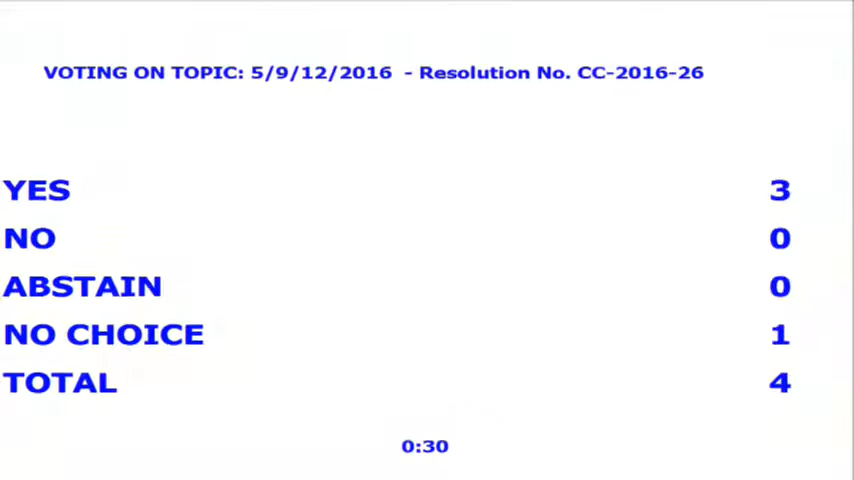 VOTING ON TOPIC: 5/9/12/2016 - Resolution No. CC-2016-26
YES 3
NO 0
ABSTAIN 0
NO CHOICE 1
TOTAL 4
0:30